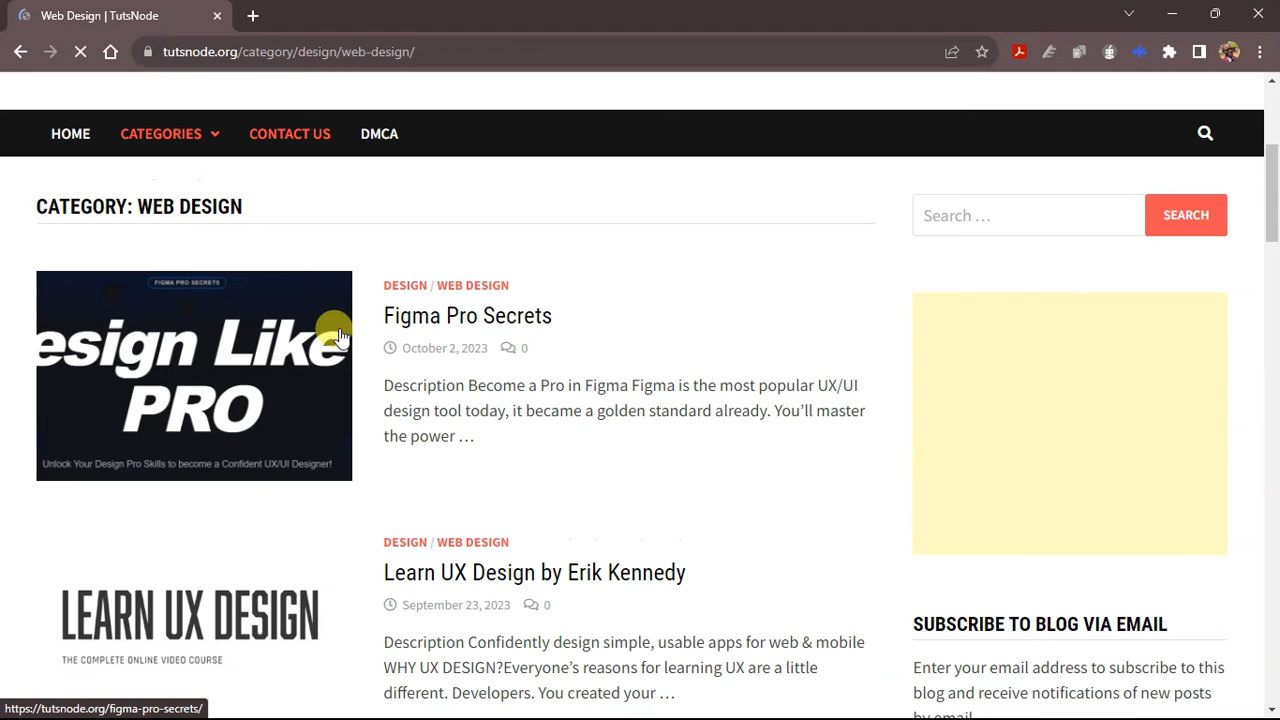 Web Design | TutsNode
tutsnode.org/category/design/web-design/
HOME CATEGORIES CONTACT US DMCA
CATEGORY: WEB DESIGN
Search …
SEARCH
FIGMA PRO SECRETS
esign Like
PRO
Unlock Your Design Pro Skills to become a Confident UX/UI Designer!
DESIGN / WEB DESIGN
Figma Pro Secrets
October 2, 2023 0
Description Become a Pro in Figma Figma is the most popular UX/UI
design tool today, it became a golden standard already. You’ll master
the power …
LEARN UX DESIGN
THE COMPLETE ONLINE VIDEO COURSE
DESIGN / WEB DESIGN
Learn UX Design by Erik Kennedy
September 23, 2023 0
Description Confidently design simple, usable apps for web & mobile
WHY UX DESIGN?Everyone’s reasons for learning UX are a little
different. Developers. You created your …
SUBSCRIBE TO BLOG VIA EMAIL
Enter your email address to subscribe to this
blog and receive notifications of new posts
by email.
https://tutsnode.org/figma-pro-secrets/